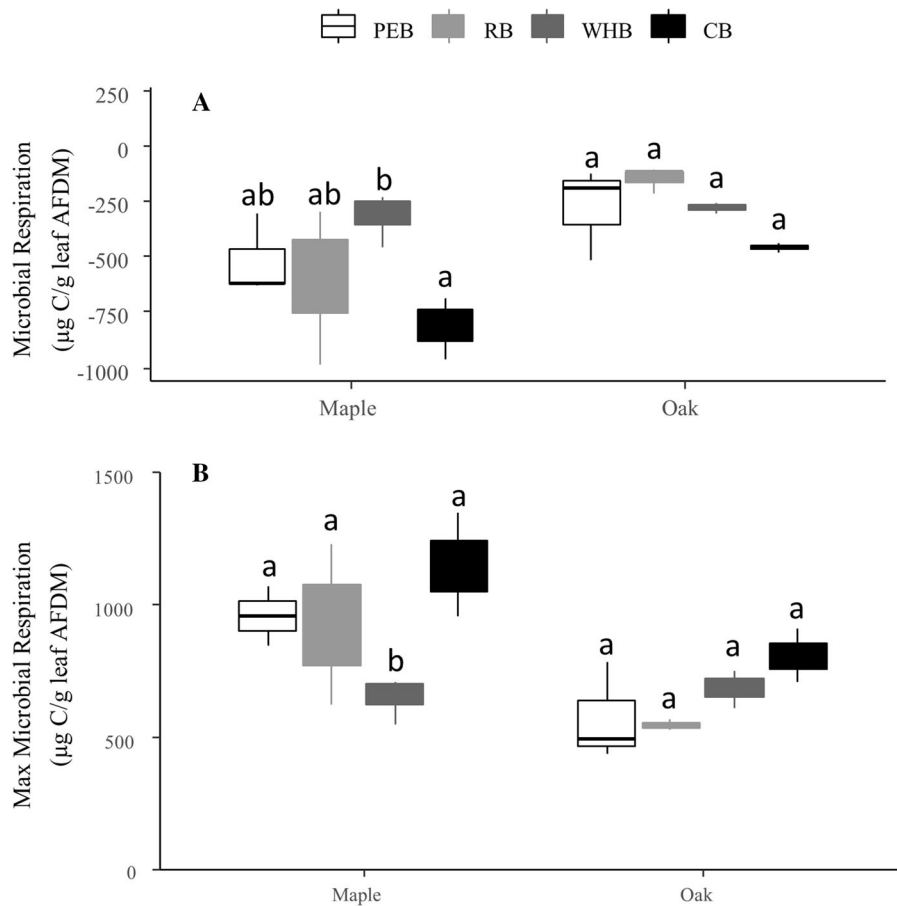 PEB RB WHB CB
A
Microbial Respiration
(µg C/g leaf AFDM)
250
0
-250
-500
-750
-1000
ab ab b a
a a a a
Maple Oak
B
Max Microbial Respiration
(µg C/g leaf AFDM)
1500
1000
500
0
a a b a
a a a a
Maple Oak